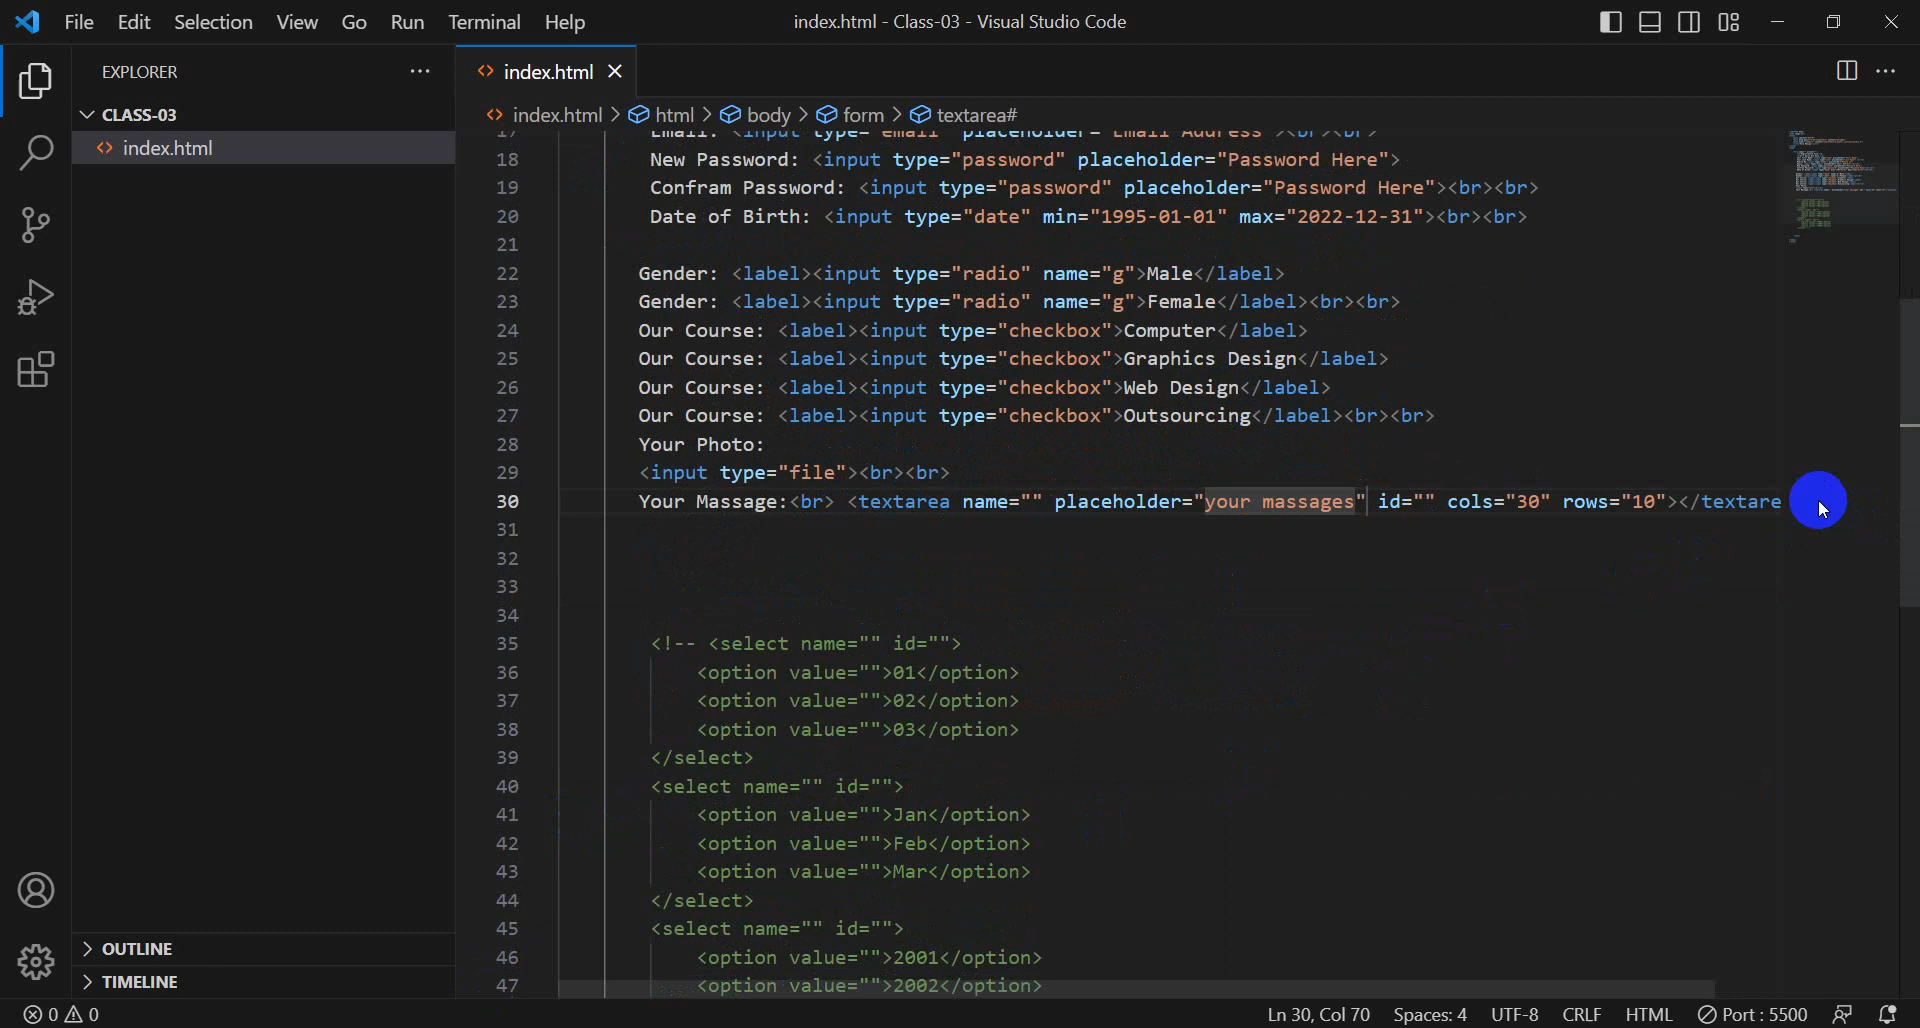 File Edit Selection View Go Run Terminal Help
index.html - Class-03 - Visual Studio Code
EXPLORER
index.html
CLASS-03
index.html
index.html > html > body > form > textarea#
17 Email: <input type="email" placeholder="Email Address"><br><br>
18 New Password: <input type="password" placeholder="Password Here">
19 Confram Password: <input type="password" placeholder="Password Here"><br><br>
20 Date of Birth: <input type="date" min="1995-01-01" max="2022-12-31"><br><br>
21
22 Gender: <label><input type="radio" name="g">Male</label>
23 Gender: <label><input type="radio" name="g">Female</label><br><br>
24 Our Course: <label><input type="checkbox">Computer</label>
25 Our Course: <label><input type="checkbox">Graphics Design</label>
26 Our Course: <label><input type="checkbox">Web Design</label>
27 Our Course: <label><input type="checkbox">Outsourcing</label><br><br>
28 Your Photo:
29 <input type="file"><br><br>
30 Your Massage:<br> <textarea name="" placeholder="your massages" id="" cols="30" rows="10"></textare
31
32
33
34
35 <!-- <select name="" id="">
36 <option value="">01</option>
37 <option value="">02</option>
38 <option value="">03</option>
39 </select>
40 <select name="" id="">
41 <option value="">Jan</option>
42 <option value="">Feb</option>
43 <option value="">Mar</option>
44 </select>
45 <select name="" id="">
46 <option value="">2001</option>
47 <option value="">2002</option>
OUTLINE
TIMELINE
0 0
Ln 30, Col 70 Spaces: 4 UTF-8 CRLF HTML Port : 5500